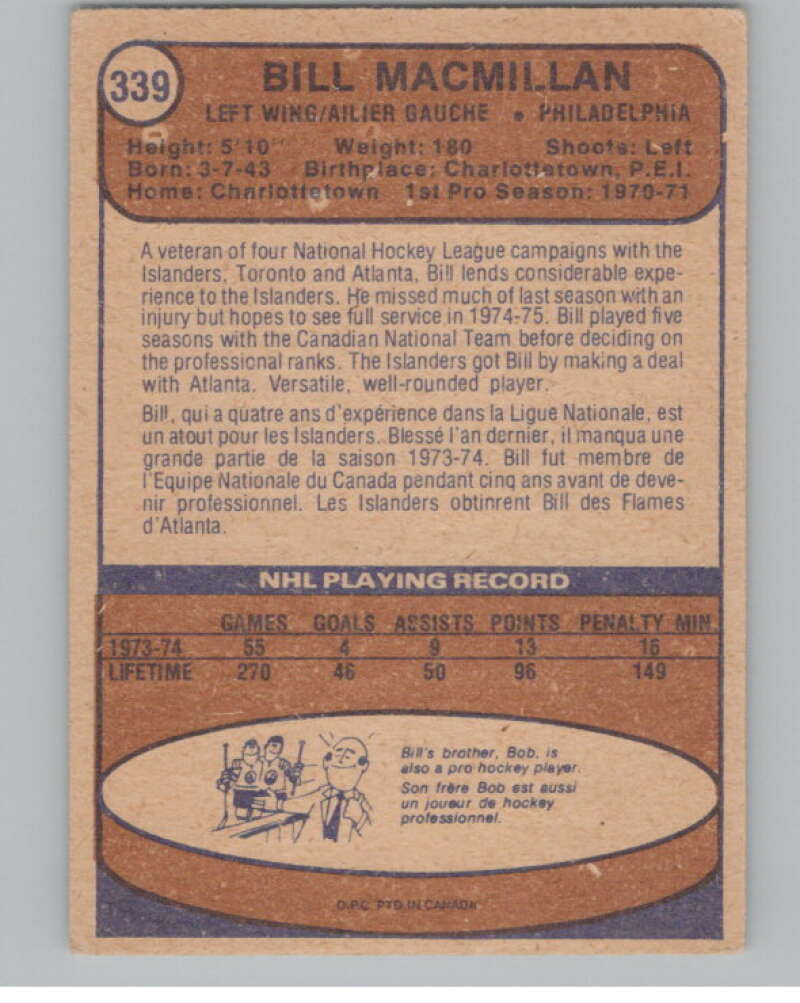 339
BILL MACMILLAN
LEFT WING/AILIER GAUCHE • PHILADELPHIA
Height: 5'10" Weight: 180 Shoots: Left
Born: 3-7-43 Birthplace: Charlottetown, P.E.I.
Home: Charlottetown 1st Pro Season: 1970-71
A veteran of four National Hockey League campaigns with the
Islanders, Toronto and Atlanta, Bill lends considerable expe-
rience to the Islanders. He missed much of last season with an
injury but hopes to see full service in 1974-75. Bill played five
seasons with the Canadian National Team before deciding on
the professional ranks. The Islanders got Bill by making a deal
with Atlanta. Versatile, well-rounded player.
Bill, qui a quatre ans d'expérience dans la Ligue Nationale, est
un atout pour les Islanders. Blessé l'an dernier, il manqua une
grande partie de la saison 1973-74. Bill fut membre de
l'Equipe Nationale du Canada pendant cinq ans avant de deve-
nir professionnel. Les Islanders obtinrent Bill des Flames
d'Atlanta.
NHL PLAYING RECORD
GAMES GOALS ASSISTS POINTS PENALTY MIN.
1973-74 55 4 9 13 16
LIFETIME 270 46 50 96 149
Bill's brother, Bob, is
also a pro hockey player.
Son frère Bob est aussi
un joueur de hockey
professionnel.
O.P.C. PTD IN CANADA